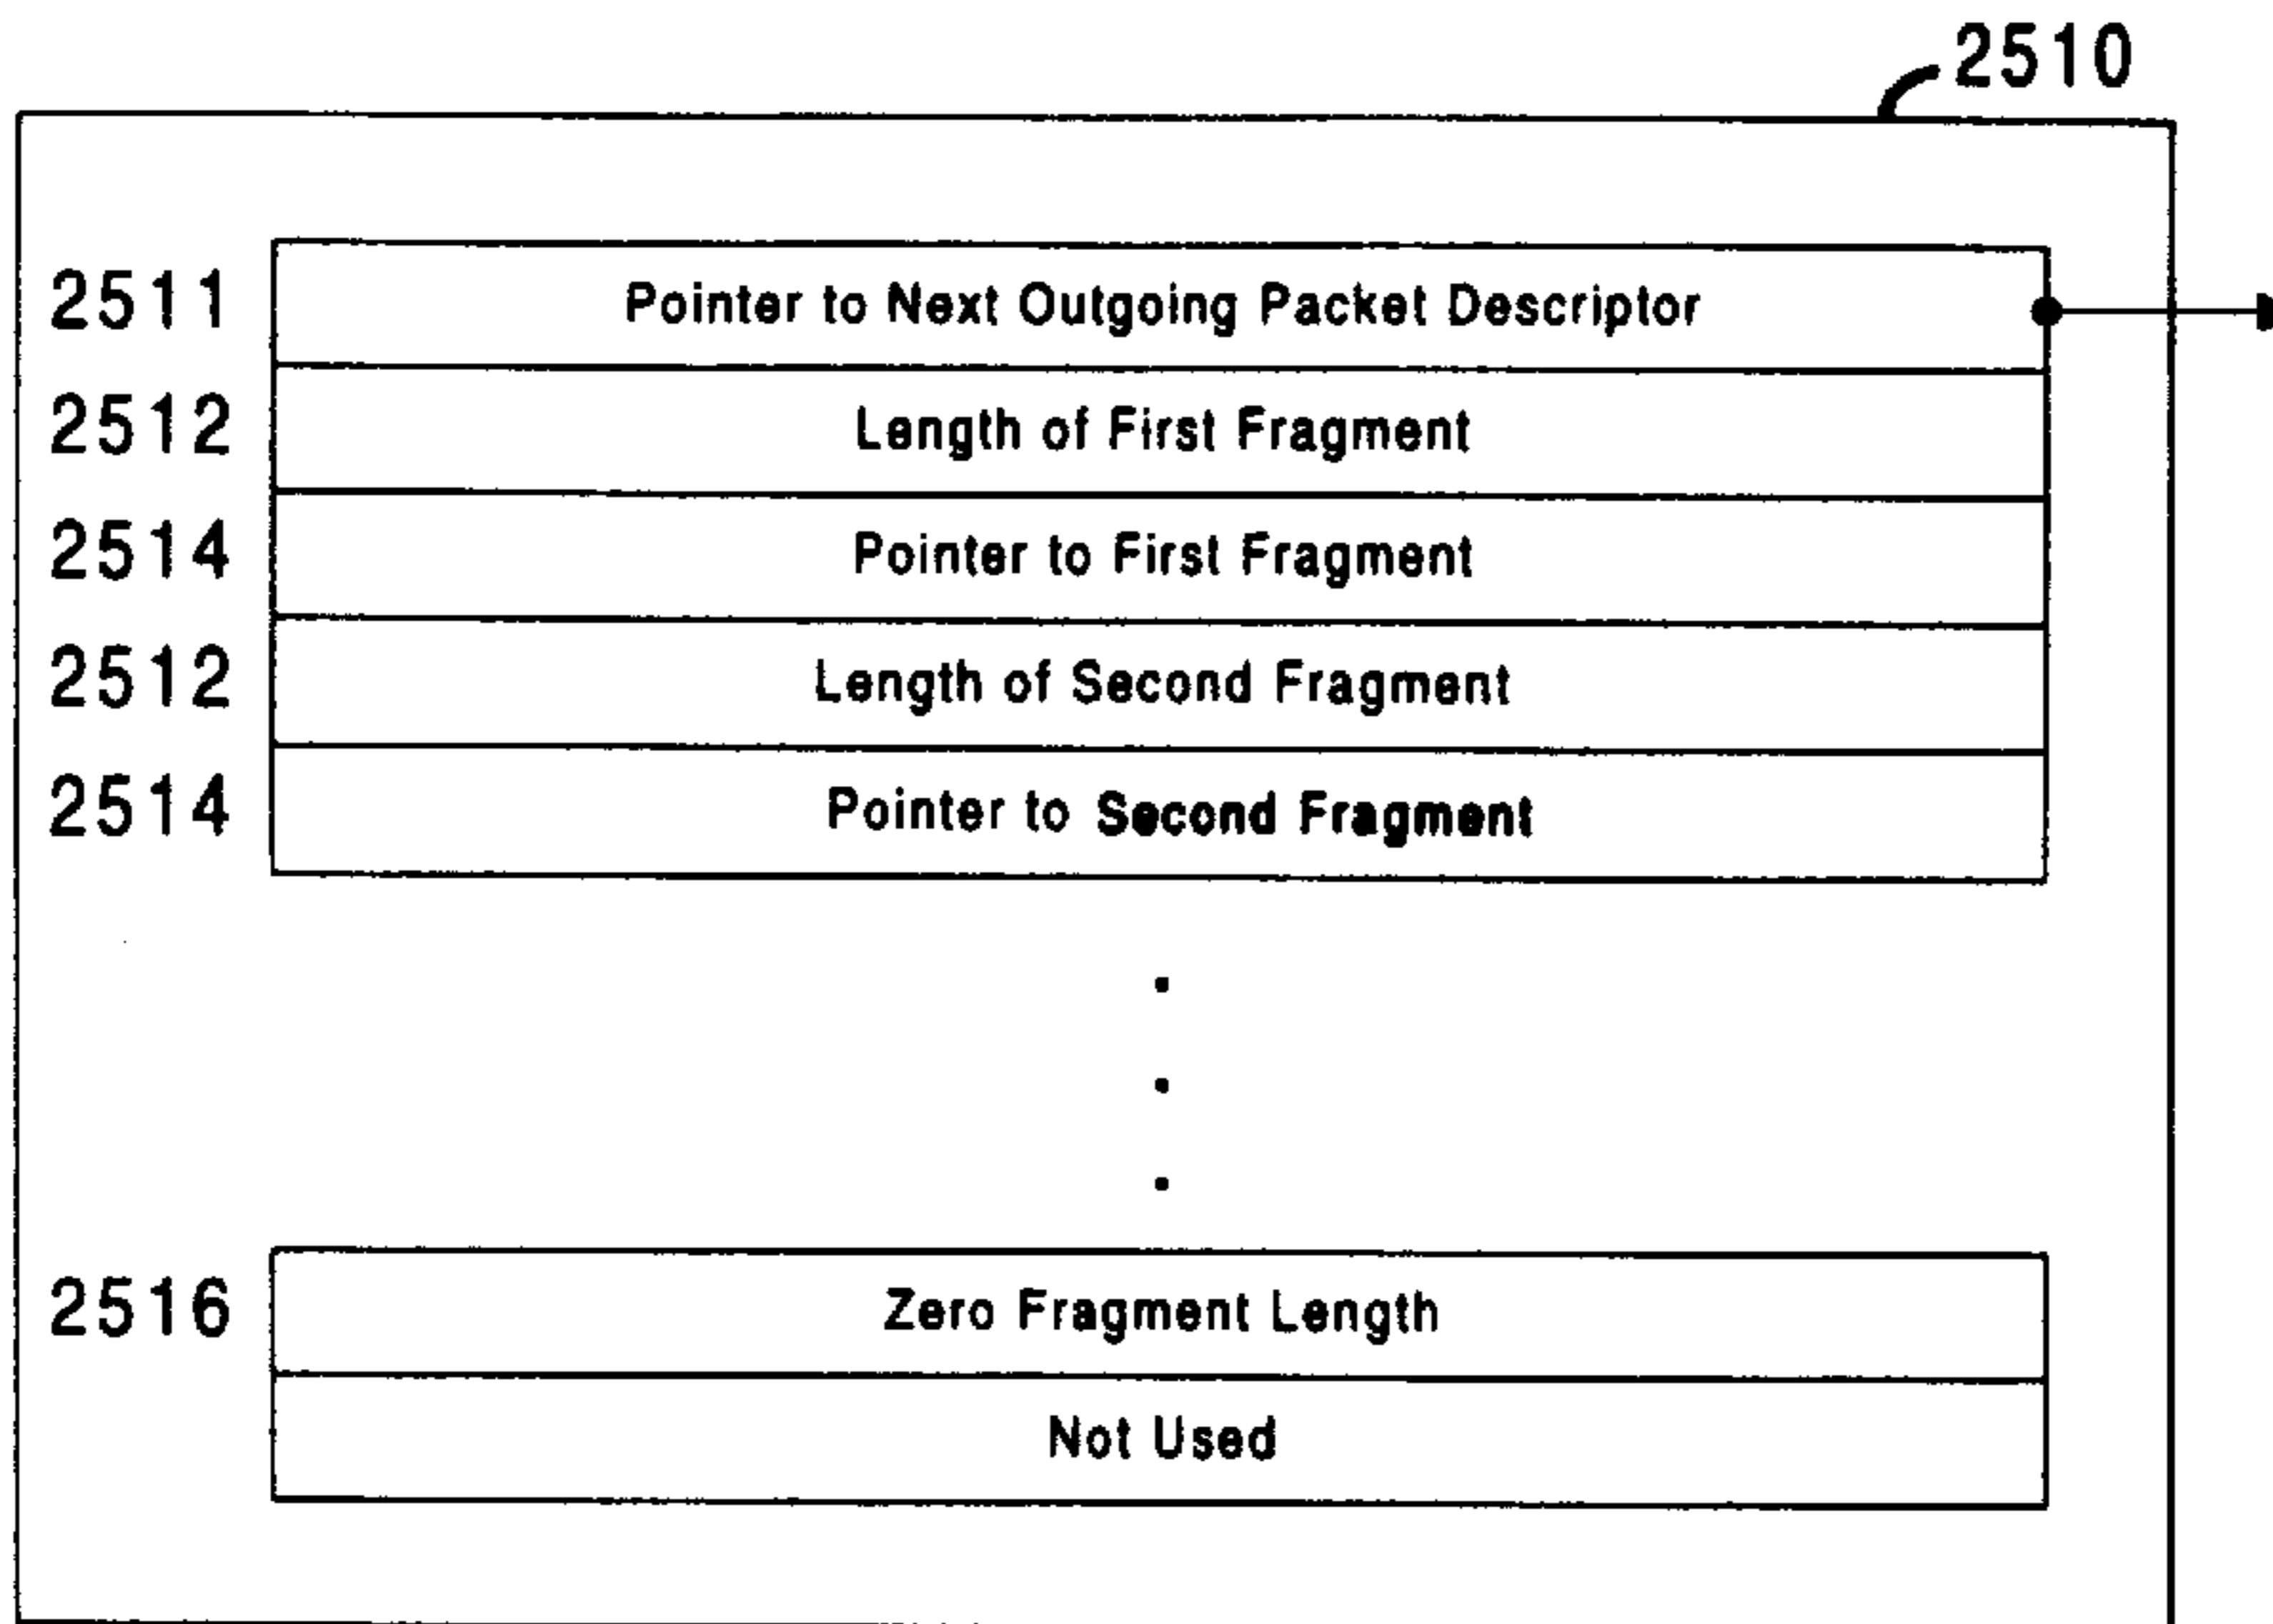 2510
2511 Pointer to Next Outgoing Packet Descriptor
2512 Length of First Fragment
2514 Pointer to First Fragment
2512 Length of Second Fragment
2514 Pointer to Second Fragment
2516 Zero Fragment Length
Not Used